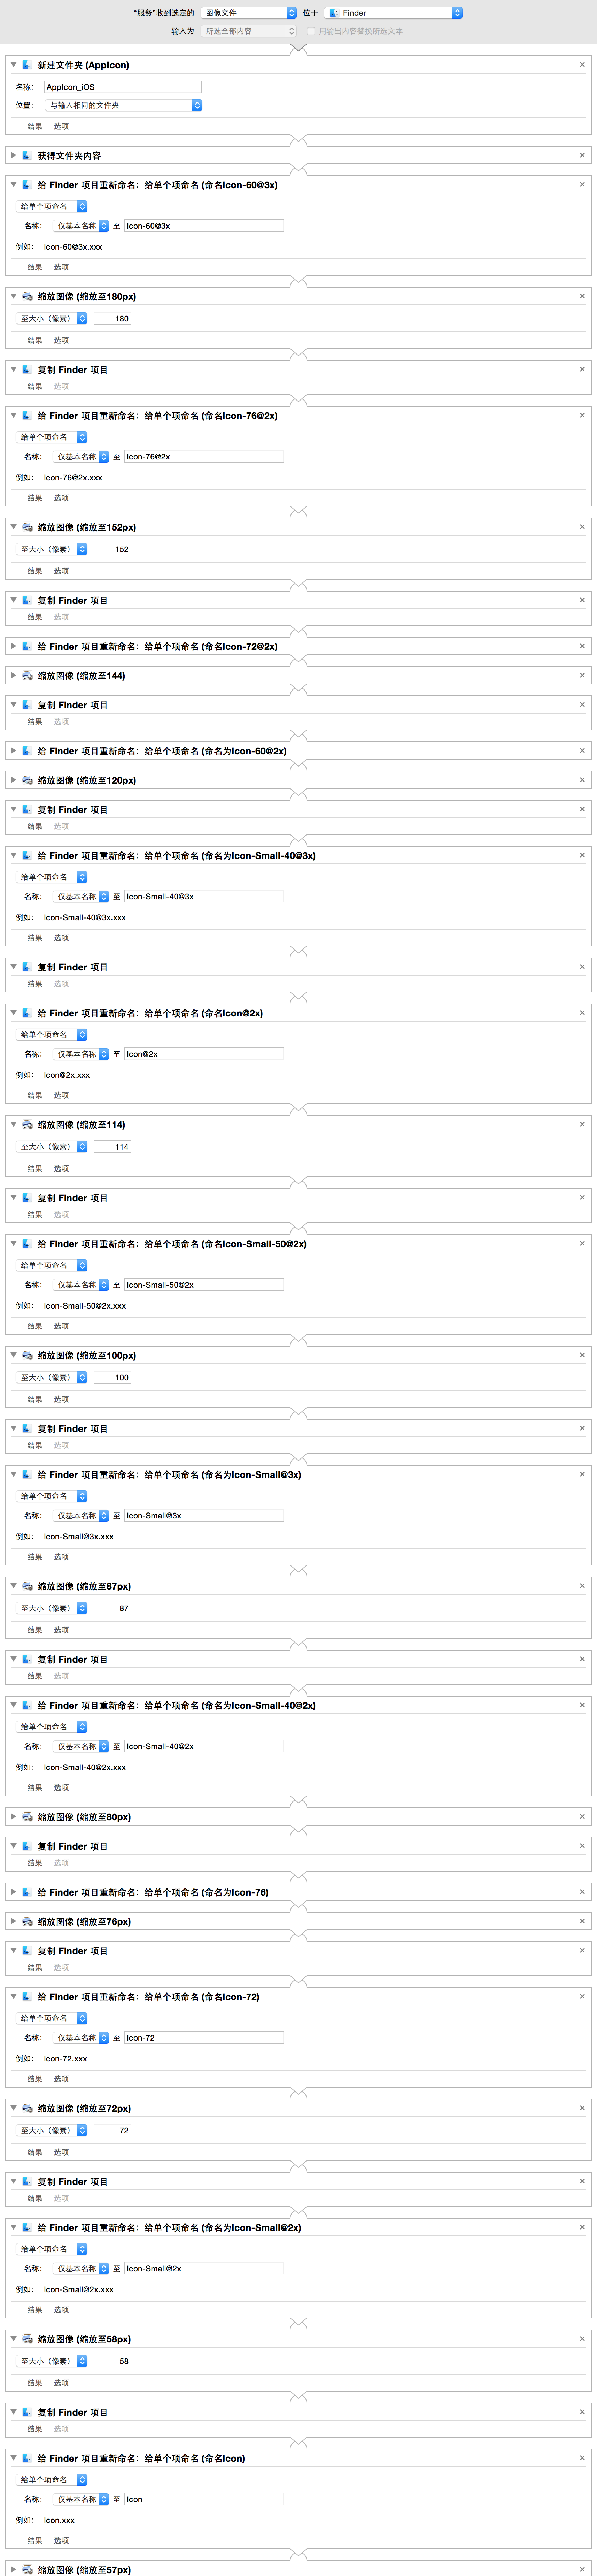 “服务”收到选定的 图像文件 位于 Finder
输入为 所选全部内容 用输出内容替换所选文本
新建文件夹 (AppIcon)
名称： AppIcon_iOS
位置： 与输入相同的文件夹
结果 选项
获得文件夹内容
给 Finder 项目重新命名：给单个项命名 (命名Icon-60@3x)
给单个项命名
名称： 仅基本名称 至 Icon-60@3x
例如： Icon-60@3x.xxx
结果 选项
缩放图像 (缩放至180px)
至大小（像素） 180
结果 选项
复制 Finder 项目
结果 选项
给 Finder 项目重新命名：给单个项命名 (命名Icon-76@2x)
给单个项命名
名称： 仅基本名称 至 Icon-76@2x
例如： Icon-76@2x.xxx
结果 选项
缩放图像 (缩放至152px)
至大小（像素） 152
结果 选项
复制 Finder 项目
结果 选项
给 Finder 项目重新命名：给单个项命名 (命名Icon-72@2x)
缩放图像 (缩放至144)
复制 Finder 项目
结果 选项
给 Finder 项目重新命名：给单个项命名 (命名为Icon-60@2x)
缩放图像 (缩放至120px)
复制 Finder 项目
结果 选项
给 Finder 项目重新命名：给单个项命名 (命名为Icon-Small-40@3x)
给单个项命名
名称： 仅基本名称 至 Icon-Small-40@3x
例如： Icon-Small-40@3x.xxx
结果 选项
复制 Finder 项目
结果 选项
给 Finder 项目重新命名：给单个项命名 (命名Icon@2x)
给单个项命名
名称： 仅基本名称 至 Icon@2x
例如： Icon@2x.xxx
结果 选项
缩放图像 (缩放至114)
至大小（像素） 114
结果 选项
复制 Finder 项目
结果 选项
给 Finder 项目重新命名：给单个项命名 (命名Icon-Small-50@2x)
给单个项命名
名称： 仅基本名称 至 Icon-Small-50@2x
例如： Icon-Small-50@2x.xxx
结果 选项
缩放图像 (缩放至100px)
至大小（像素） 100
结果 选项
复制 Finder 项目
结果 选项
给 Finder 项目重新命名：给单个项命名 (命名为Icon-Small@3x)
给单个项命名
名称： 仅基本名称 至 Icon-Small@3x
例如： Icon-Small@3x.xxx
结果 选项
缩放图像 (缩放至87px)
至大小（像素） 87
结果 选项
复制 Finder 项目
结果 选项
给 Finder 项目重新命名：给单个项命名 (命名为Icon-Small-40@2x)
给单个项命名
名称： 仅基本名称 至 Icon-Small-40@2x
例如： Icon-Small-40@2x.xxx
结果 选项
缩放图像 (缩放至80px)
复制 Finder 项目
结果 选项
给 Finder 项目重新命名：给单个项命名 (命名为Icon-76)
缩放图像 (缩放至76px)
复制 Finder 项目
结果 选项
给 Finder 项目重新命名：给单个项命名 (命名Icon-72)
给单个项命名
名称： 仅基本名称 至 Icon-72
例如： Icon-72.xxx
结果 选项
缩放图像 (缩放至72px)
至大小（像素） 72
结果 选项
复制 Finder 项目
结果 选项
给 Finder 项目重新命名：给单个项命名 (命名为Icon-Small@2x)
给单个项命名
名称： 仅基本名称 至 Icon-Small@2x
例如： Icon-Small@2x.xxx
结果 选项
缩放图像 (缩放至58px)
至大小（像素） 58
结果 选项
复制 Finder 项目
结果 选项
给 Finder 项目重新命名：给单个项命名 (命名Icon)
给单个项命名
名称： 仅基本名称 至 Icon
例如： Icon.xxx
结果 选项
缩放图像 (缩放至57px)